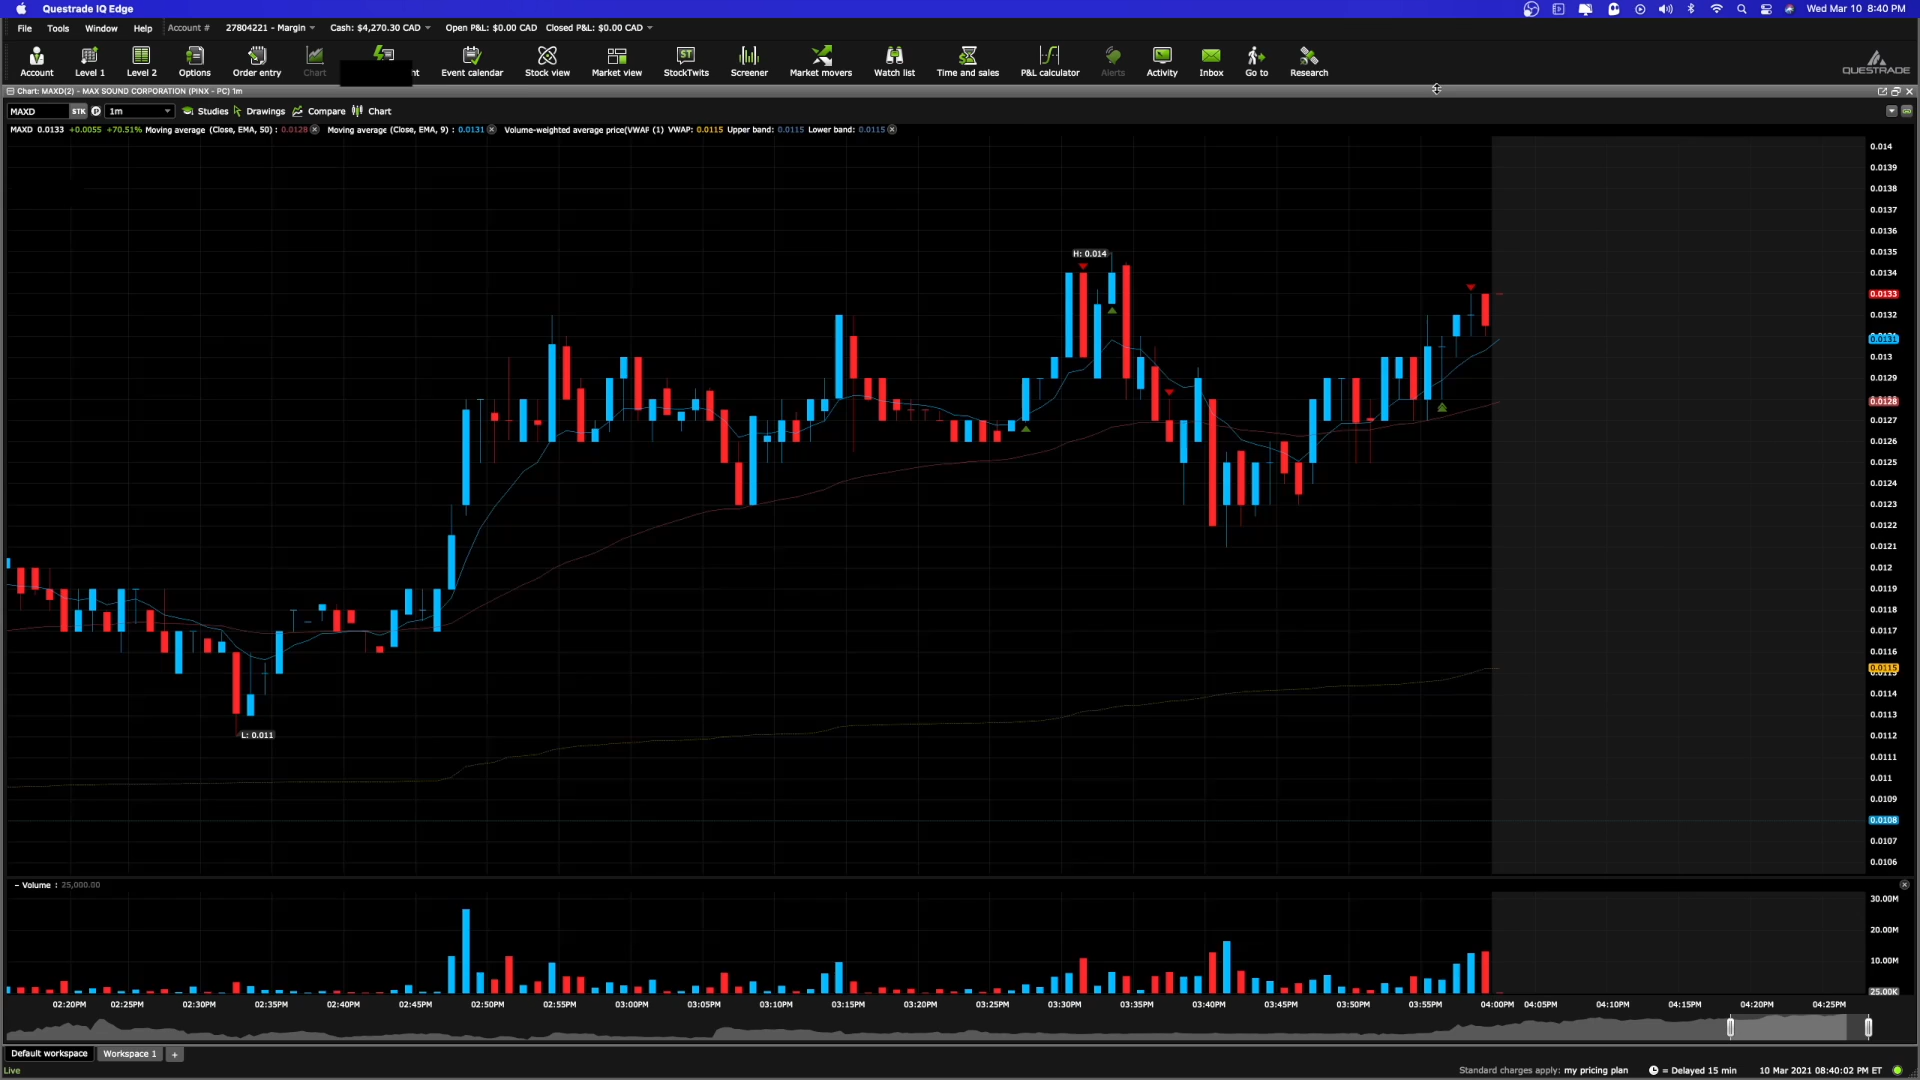 Questrade IQ Edge
Wed Mar 10 8:40 PM
File Tools Window Help Account # 27804221 - Margin Cash: $4,270.30 CAD Open P&L: $0.00 CAD Closed P&L: $0.00 CAD
Account Level 1 Level 2 Options Order entry Chart Event calendar Stock view Market view StockTwits Screener Market movers Watch list Time and sales P&L calculator Alerts Activity Inbox Go to Research
QUESTRADE
Chart: MAXD(2) - MAX SOUND CORPORATION (PINX - PC) 1m
MAXD STK 1m Studies Drawings Compare Chart
MAXD 0.0133 +0.0055 +70.51% Moving average (Close, EMA, 50) : 0.0128 Moving average (Close, EMA, 9) : 0.0131 Volume-weighted average price(VWAP (1) VWAP: 0.0115 Upper band: 0.0115 Lower band: 0.0115
0.014
0.0139
0.0138
0.0137
0.0136
0.0135
H: 0.014
0.0134
0.0133
0.0132
0.0131
0.013
0.0129
0.0128
0.0127
0.0126
0.0125
0.0124
0.0123
0.0122
0.0121
0.012
0.0119
0.0118
0.0117
0.0116
0.0115
0.0114
0.0113
L: 0.011
0.0112
0.0111
0.011
0.0109
0.0108
0.0107
0.0106
- Volume : 25,000.00
30.00M
20.00M
10.00M
25.00K
02:20PM 02:25PM 02:30PM 02:35PM 02:40PM 02:45PM 02:50PM 02:55PM 03:00PM 03:05PM 03:10PM 03:15PM 03:20PM 03:25PM 03:30PM 03:35PM 03:40PM 03:45PM 03:50PM 03:55PM 04:00PM 04:05PM 04:10PM 04:15PM 04:20PM 04:25PM
Default workspace Workspace 1 +
Live
Standard charges apply: my pricing plan = Delayed 15 min 10 Mar 2021 08:40:02 PM ET